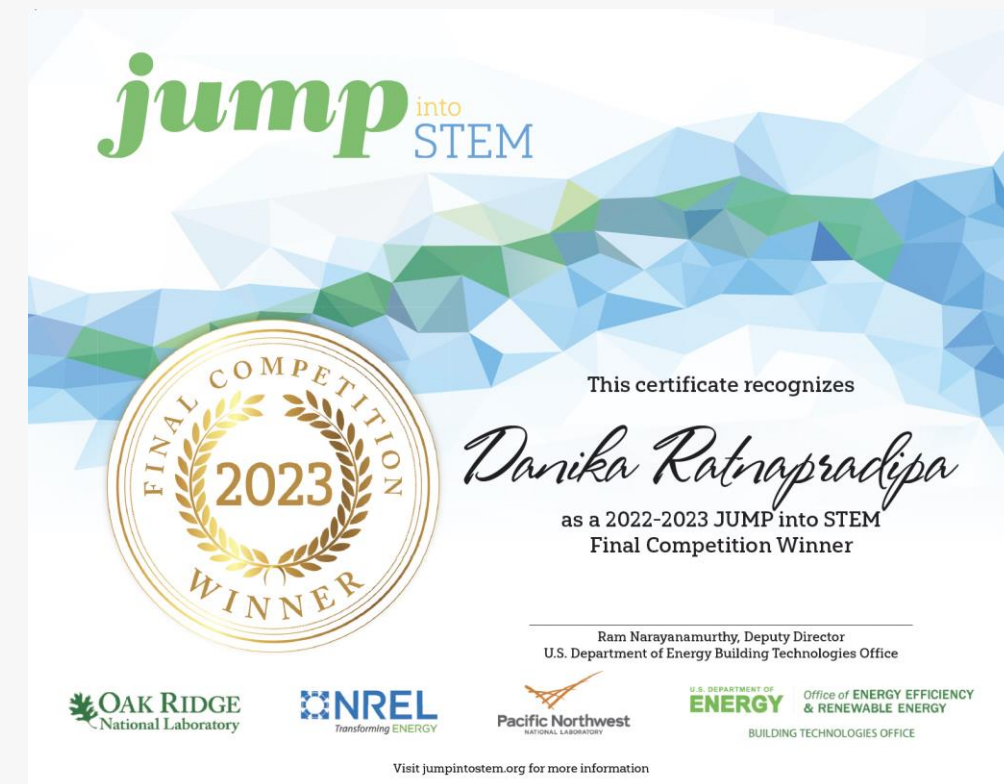 jump into STEM
FINAL COMPETITION
2023
WINNER
This certificate recognizes
Danika Ratnapradipa
as a 2022-2023 JUMP into STEM
Final Competition Winner
Ram Narayanamurthy, Deputy Director
U.S. Department of Energy Building Technologies Office
OAK RIDGE
National Laboratory
NREL
Transforming ENERGY
Pacific Northwest
NATIONAL LABORATORY
U.S. DEPARTMENT OF
ENERGY
Office of ENERGY EFFICIENCY
& RENEWABLE ENERGY
BUILDING TECHNOLOGIES OFFICE
Visit jumpintostem.org for more information